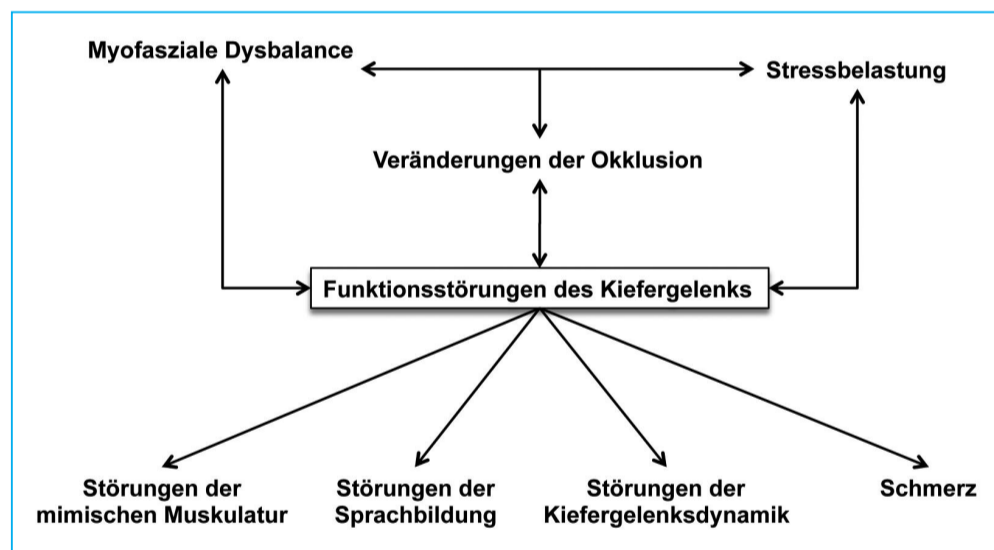 Myofasziale Dysbalance
Stressbelastung
Veränderungen der Okklusion
Funktionsstörungen des Kiefergelenks
Störungen der
mimischen Muskulatur
Störungen der
Sprachbildung
Störungen der
Kiefergelenksdynamik
Schmerz